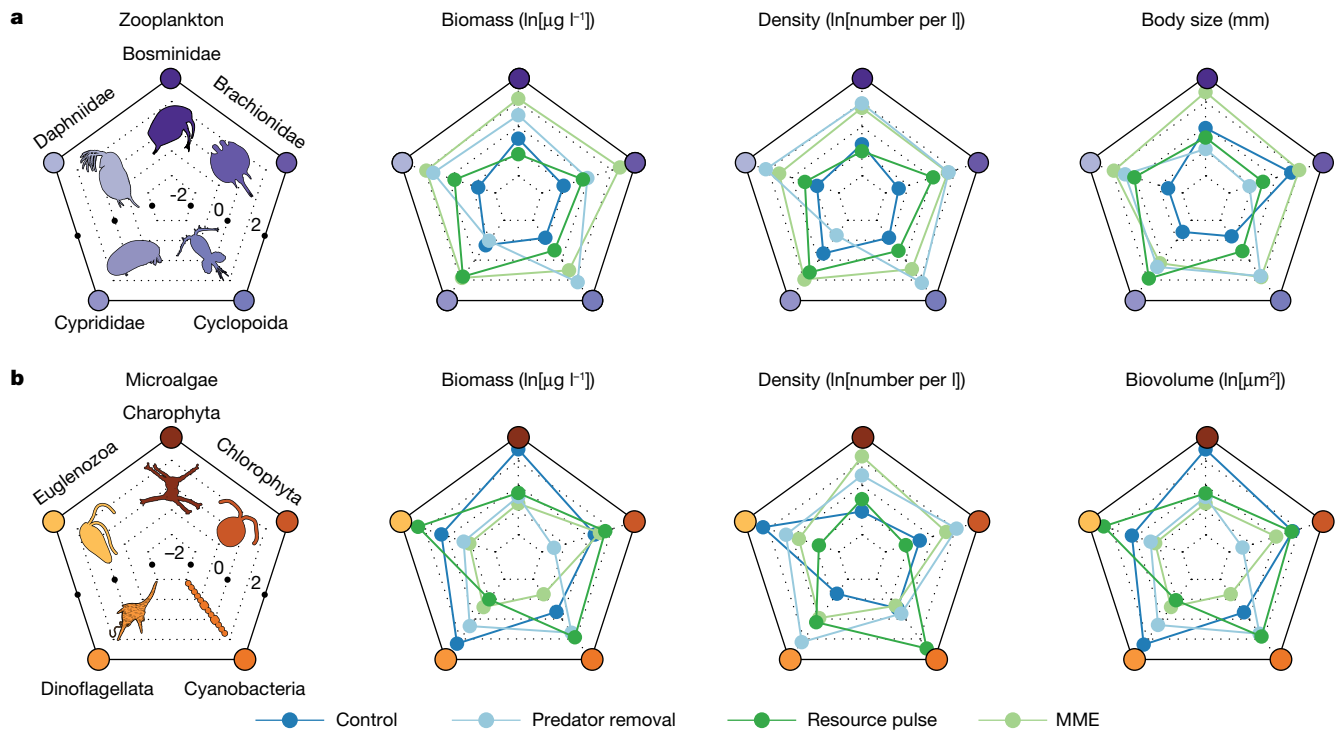 a
Zooplankton
Biomass (ln[μg l⁻¹])
Density (ln[number per l])
Body size (mm)
Bosminidae
Daphniidae
Brachionidae
-2
0
2
Cyprididae
Cyclopoida
b
Microalgae
Biomass (ln[μg l⁻¹])
Density (ln[number per l])
Biovolume (ln[μm²])
Charophyta
Euglenozoa
Chlorophyta
–2
0
2
Dinoflagellata
Cyanobacteria
Control
Predator removal
Resource pulse
MME